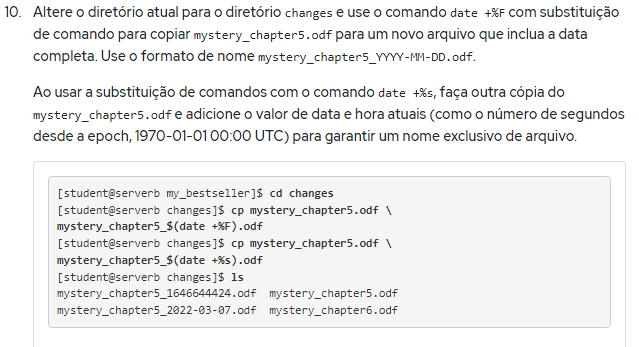 10. Altere o diretório atual para o diretório changes e use o comando date +%F com substituição
de comando para copiar mystery_chapter5.odf para um novo arquivo que inclua a data
completa. Use o formato de nome mystery_chapter5_YYYY-MM-DD.odf.
Ao usar a substituição de comandos com o comando date +%s, faça outra cópia do
mystery_chapter5.odf e adicione o valor de data e hora atuais (como o número de segundos
desde a epoch, 1970-01-01 00:00 UTC) para garantir um nome exclusivo de arquivo.
[student@serverb my_bestseller]$ cd changes
[student@serverb changes]$ cp mystery_chapter5.odf \
mystery_chapter5_$(date +%F).odf
[student@serverb changes]$ cp mystery_chapter5.odf \
mystery_chapter5_$(date +%s).odf
[student@serverb changes]$ ls
mystery_chapter5_1646644424.odf  mystery_chapter5.odf
mystery_chapter5_2022-03-07.odf  mystery_chapter6.odf